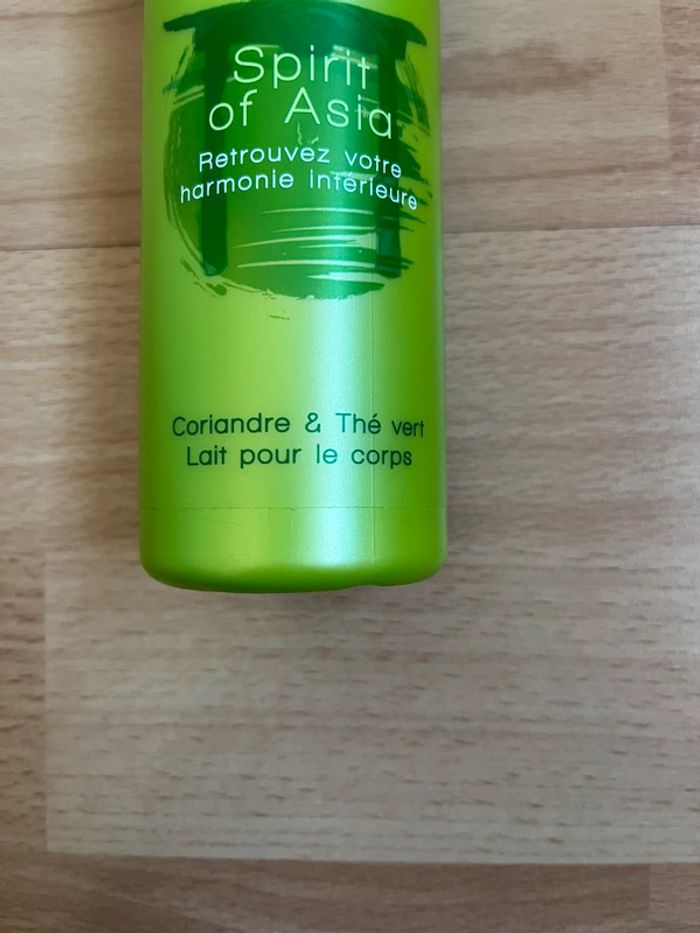 Spirit
of Asia
Retrouvez votre
harmonie intérieure
Coriandre & Thé vert
Lait pour le corps